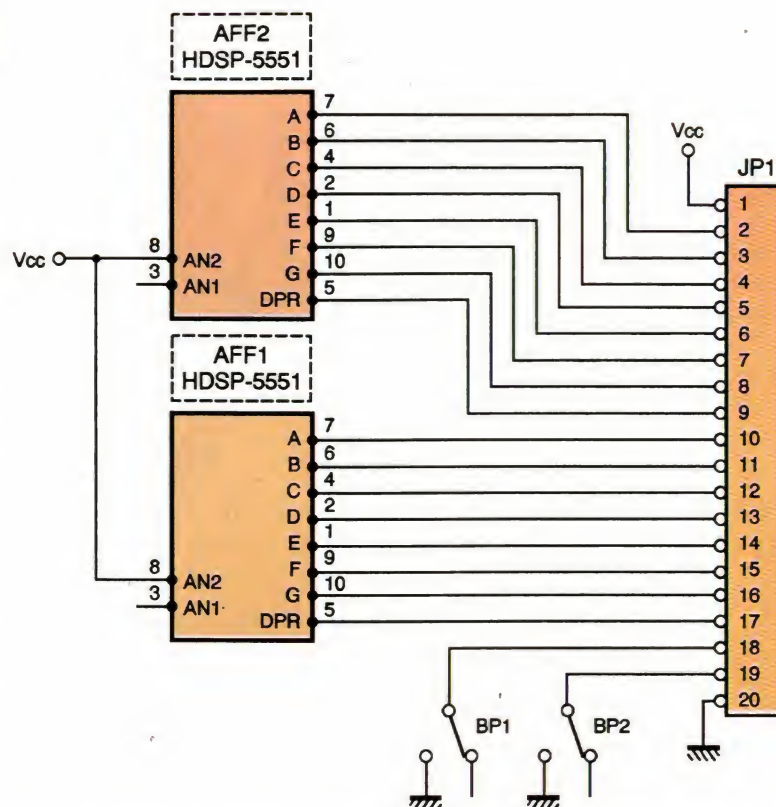 AFF2
HDSP-5551
A 7
B 6
C 4
D 2
E 1
F 9
G 10
DPR 5
Vcc
8 AN2
3 AN1
AFF1
HDSP-5551
A 7
B 6
C 4
D 2
E 1
F 9
G 10
DPR 5
8 AN2
3 AN1
Vcc
JP1
1
2
3
4
5
6
7
8
9
10
11
12
13
14
15
16
17
18
19
20
BP1
BP2